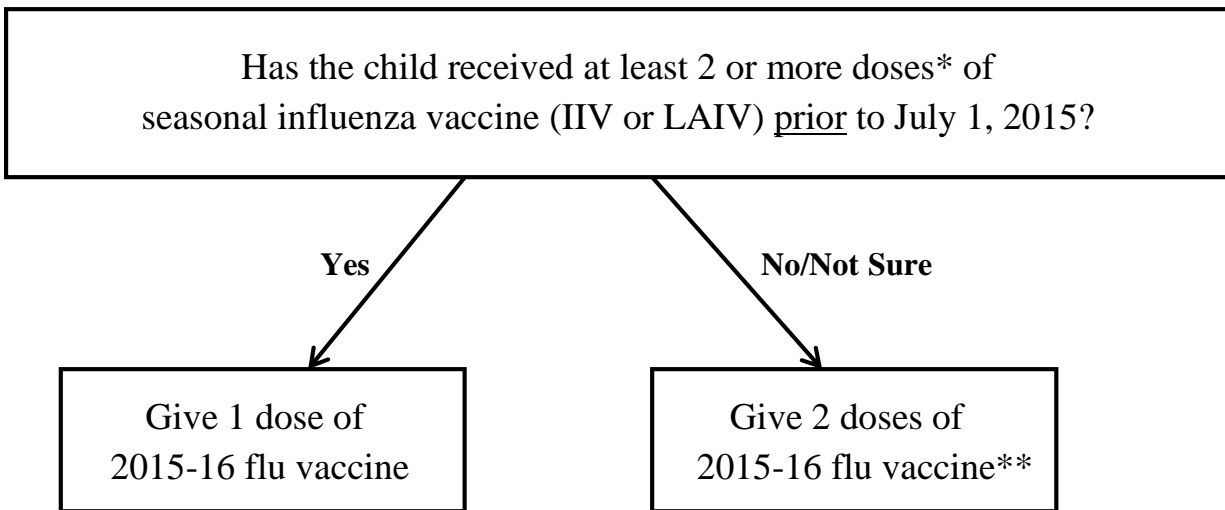 Has the child received at least 2 or more doses* of
seasonal influenza vaccine (IIV or LAIV) prior to July 1, 2015?
Yes
No/Not Sure
Give 1 dose of
2015-16 flu vaccine
Give 2 doses of
2015-16 flu vaccine**